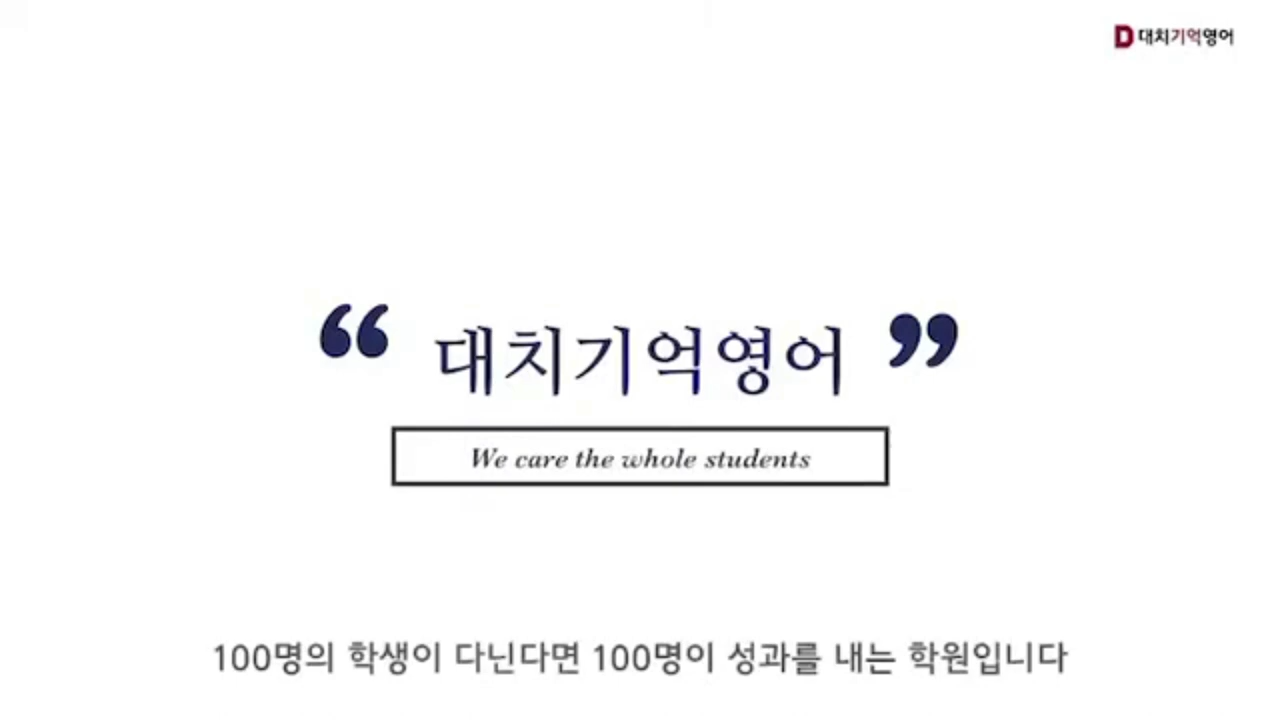 D 대치기억영어
“ 대치기억영어 ”
We care the whole students
100명의 학생이 다닌다면 100명이 성과를 내는 학원입니다